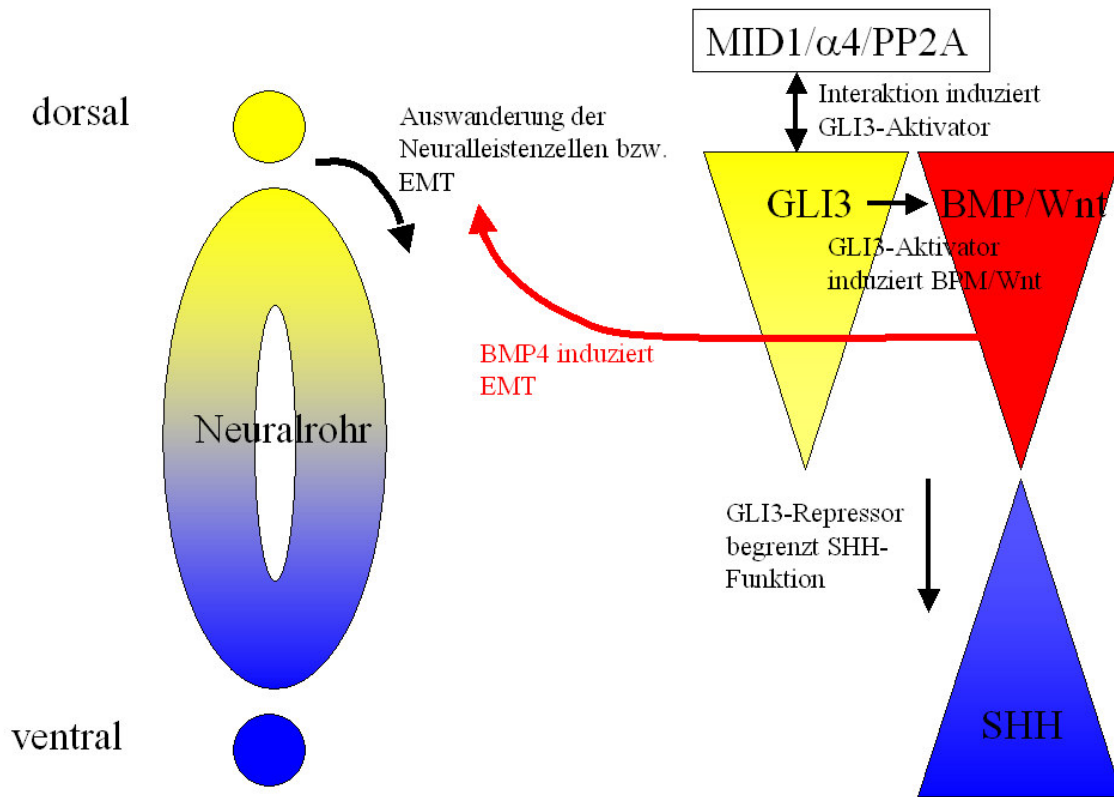 MID1/α4/PP2A
dorsal
Auswanderung der
Neuralleistenzellen bzw.
EMT
Interaktion induziert
GLI3-Aktivator
GLI3
BMP/Wnt
GLI3-Aktivator
induziert BPM/Wnt
BMP4 induziert
EMT
Neuralrohr
GLI3-Repressor
begrenzt SHH-
Funktion
ventral
SHH